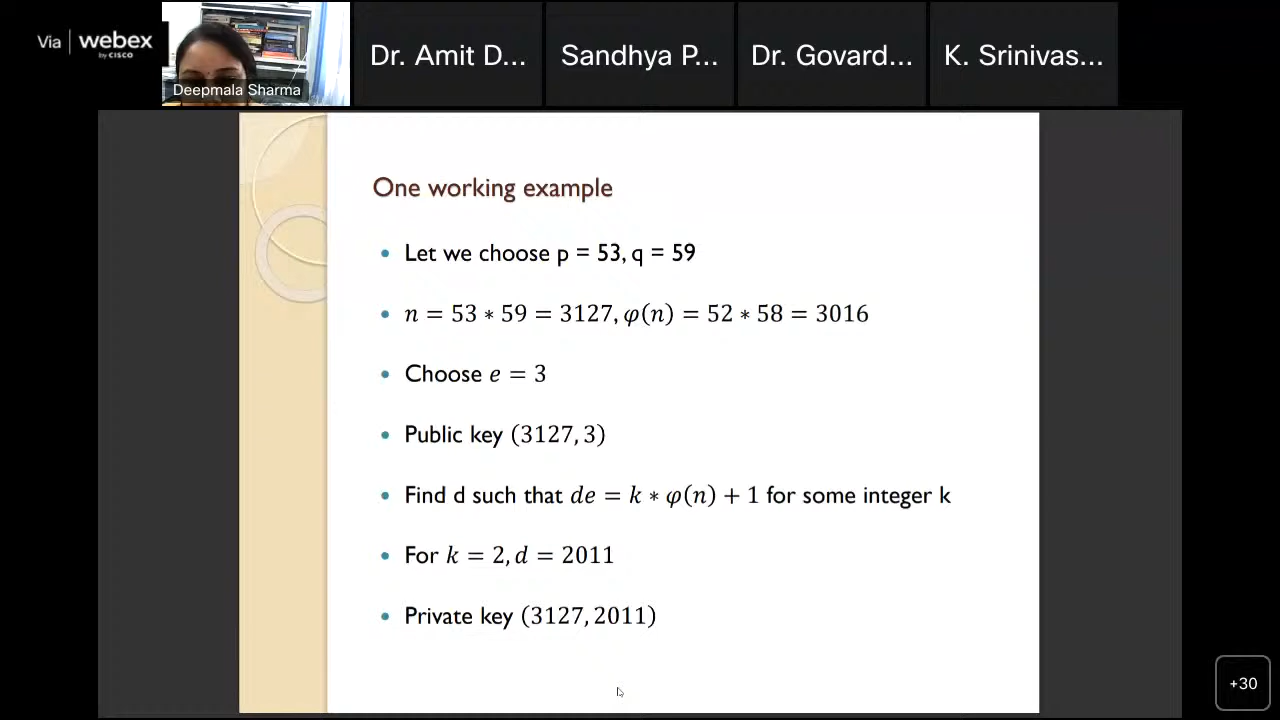 Via | webex
by CISCO
Deepmala Sharma
Dr. Amit D...
Sandhya P...
Dr. Govard...
K. Srinivas...
One working example
• Let we choose p = 53, q = 59
• n = 53 ∗ 59 = 3127, φ(n) = 52 ∗ 58 = 3016
• Choose e = 3
• Public key (3127, 3)
• Find d such that de = k ∗ φ(n) + 1 for some integer k
• For k = 2, d = 2011
• Private key (3127, 2011)
+30